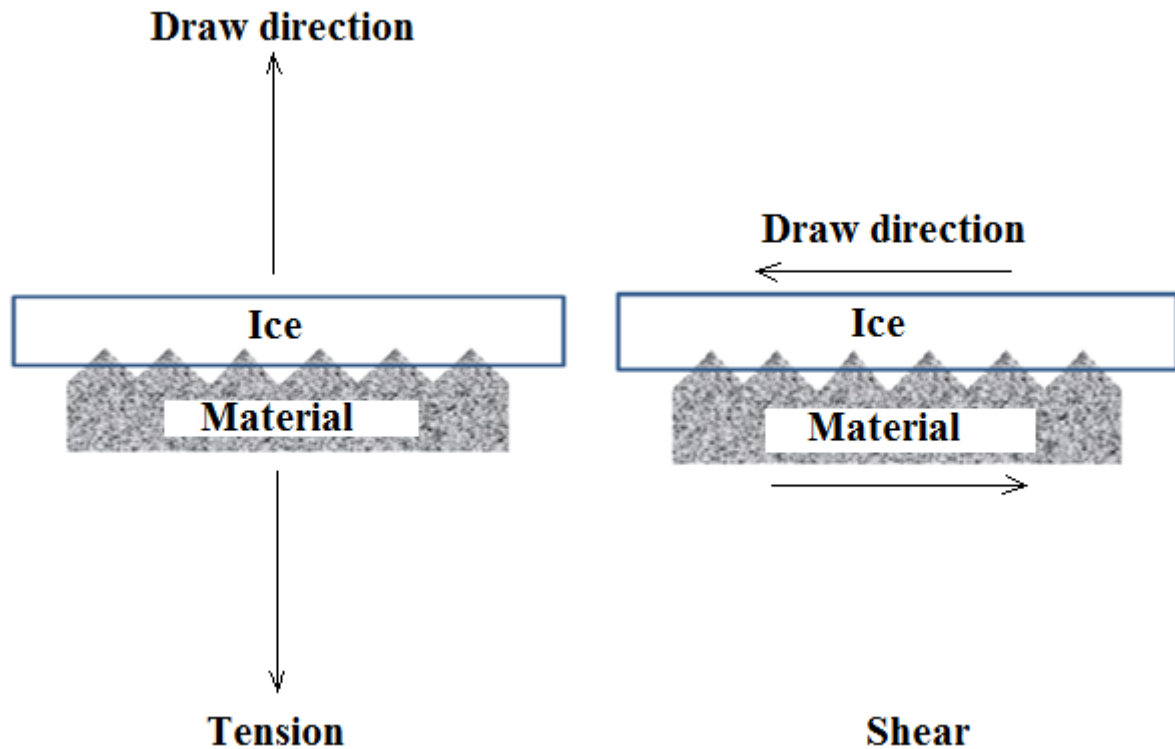 Draw direction
Ice
Material
Tension
Draw direction
Ice
Material
Shear